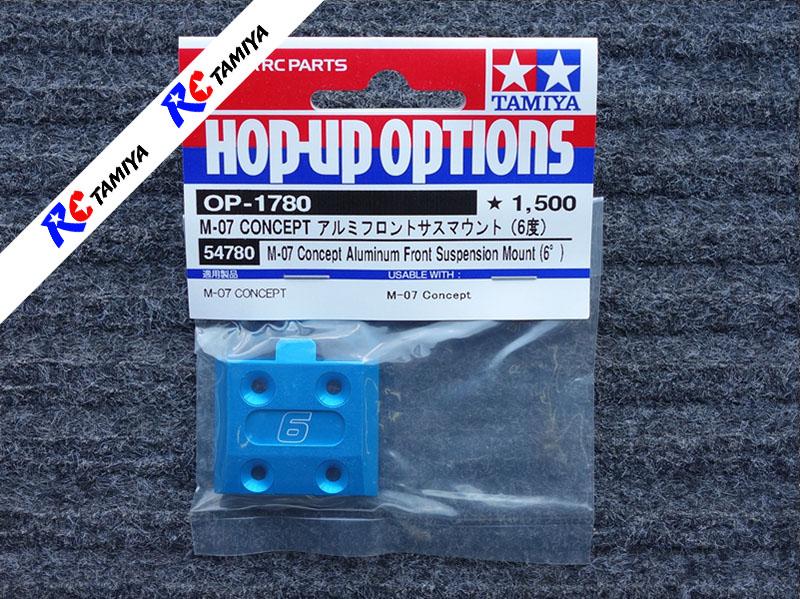 RC TAMIYA
RC TAMIYA
RC PARTS
TAMIYA
HOP-UP OPTIONS
OP-1780 ★ 1,500
M-07 CONCEPT アルミフロントサスマウント (6度)
54780 M-07 Concept Aluminum Front Suspension Mount (6°)
適用製品 USABLE WITH :
M-07 CONCEPT M-07 Concept
6